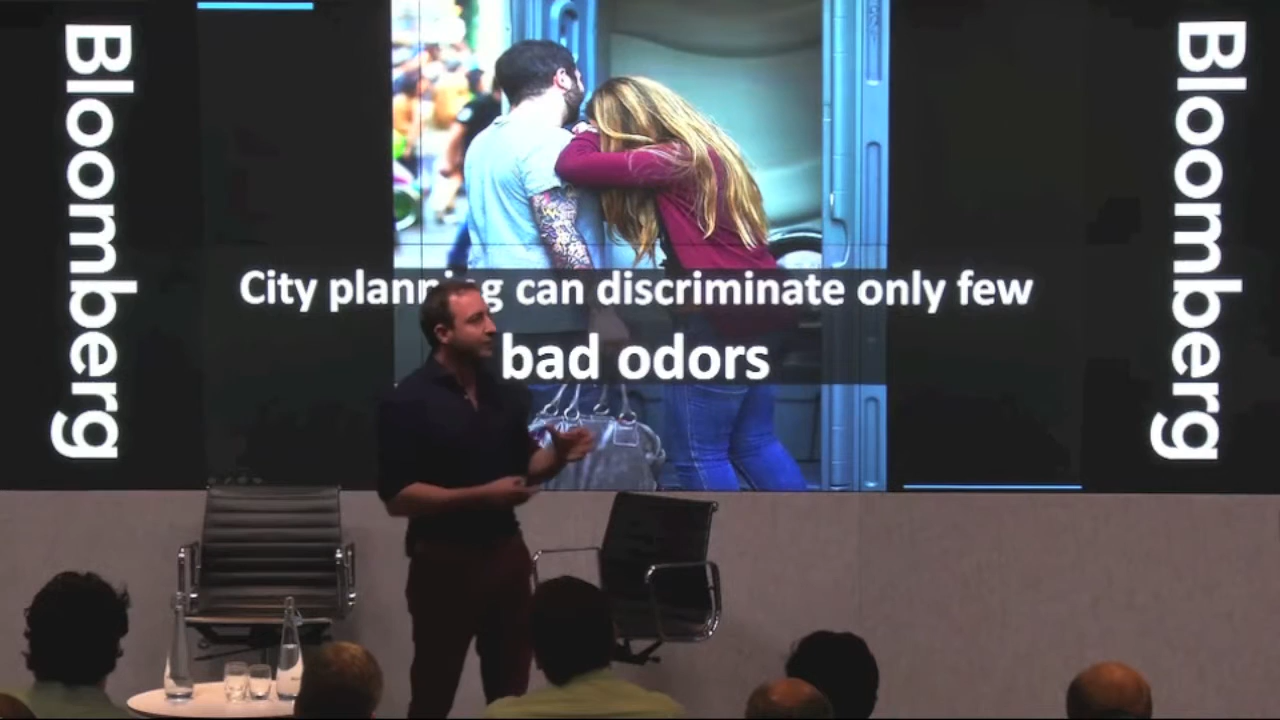 Bloomberg
City planning can discriminate only few
bad odors
Bloomberg